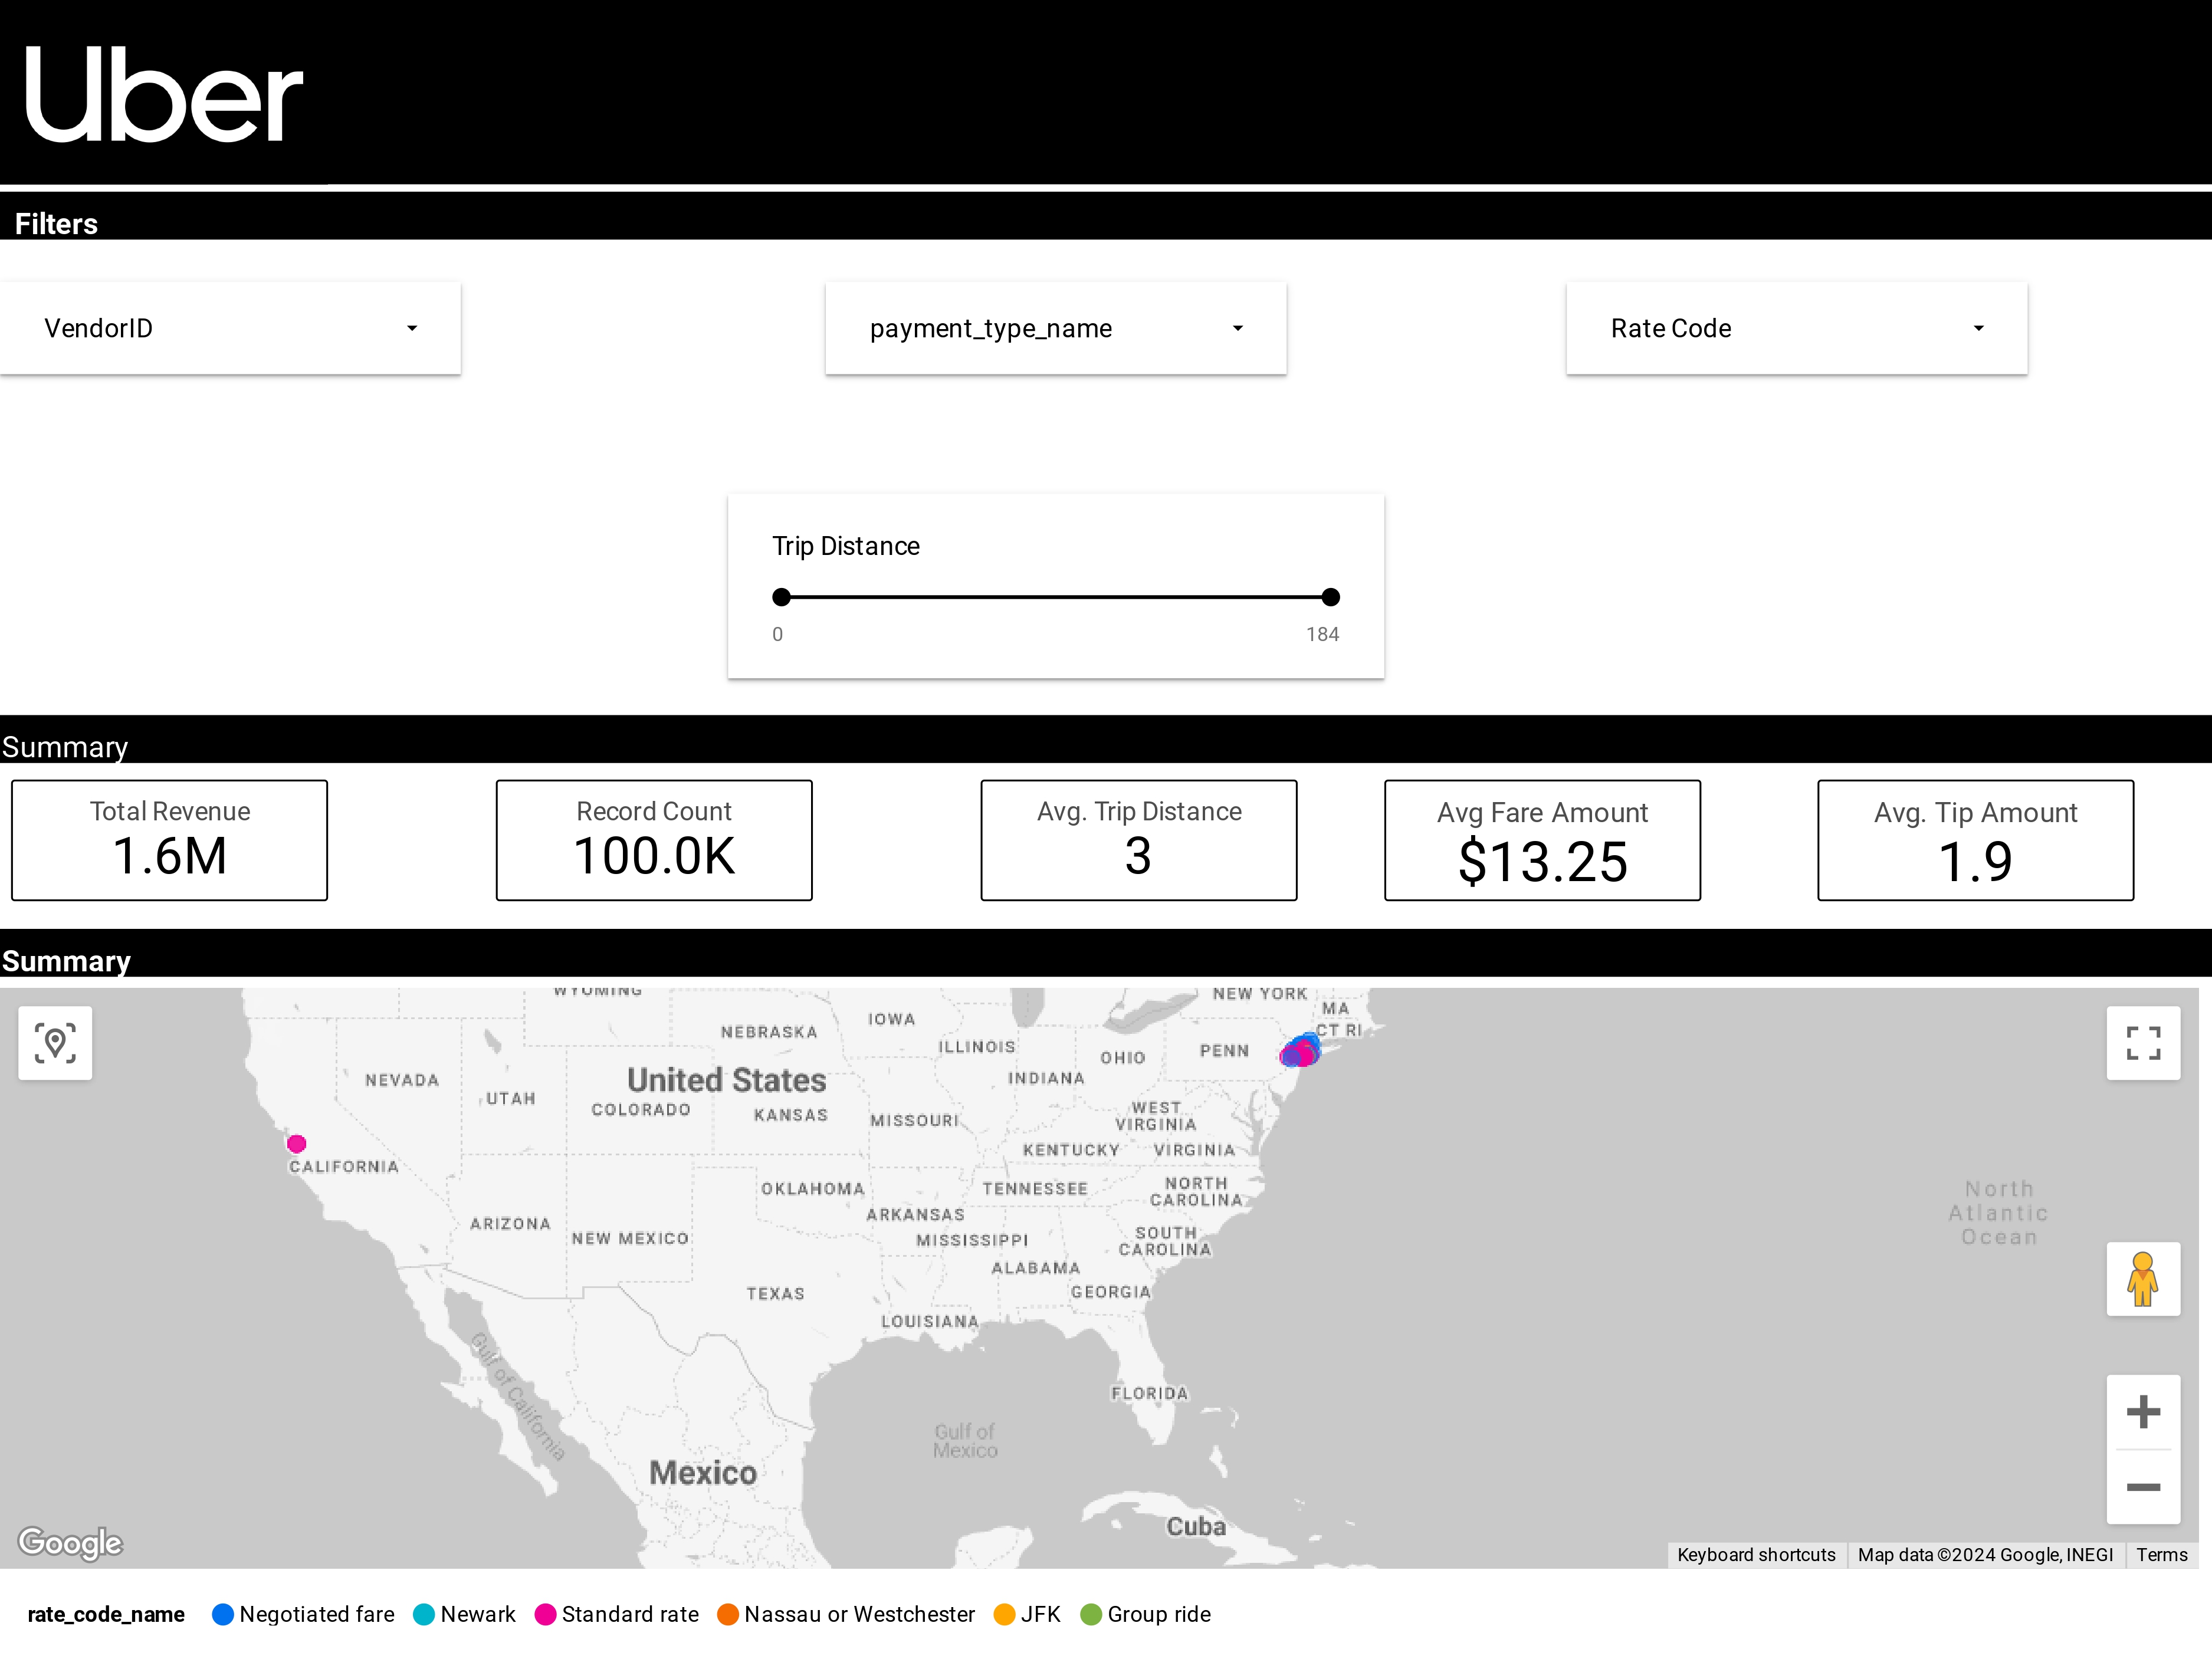 Uber
Filters
VendorID
payment_type_name
Rate Code
Trip Distance
0
184
Summary
Total Revenue
1.6M
Record Count
100.0K
Avg. Trip Distance
3
Avg Fare Amount
$13.25
Avg. Tip Amount
1.9
Summary
WYOMING
NEW YORK
MA
IOWA
CT RI
NEBRASKA
ILLINOIS
PENN
OHIO
United States
NEVADA
INDIANA
UTAH
COLORADO
KANSAS
MISSOURI
WEST
VIRGINIA
KENTUCKY
VIRGINIA
CALIFORNIA
OKLAHOMA
TENNESSEE
NORTH
CAROLINA
North
Atlantic
Ocean
ARKANSAS
ARIZONA
NEW MEXICO
MISSISSIPPI
SOUTH
CAROLINA
ALABAMA
GEORGIA
TEXAS
LOUISIANA
Gulf of California
FLORIDA
Gulf of
Mexico
Mexico
Cuba
Google
Keyboard shortcuts
Map data ©2024 Google, INEGI
Terms
rate_code_name
Negotiated fare
Newark
Standard rate
Nassau or Westchester
JFK
Group ride